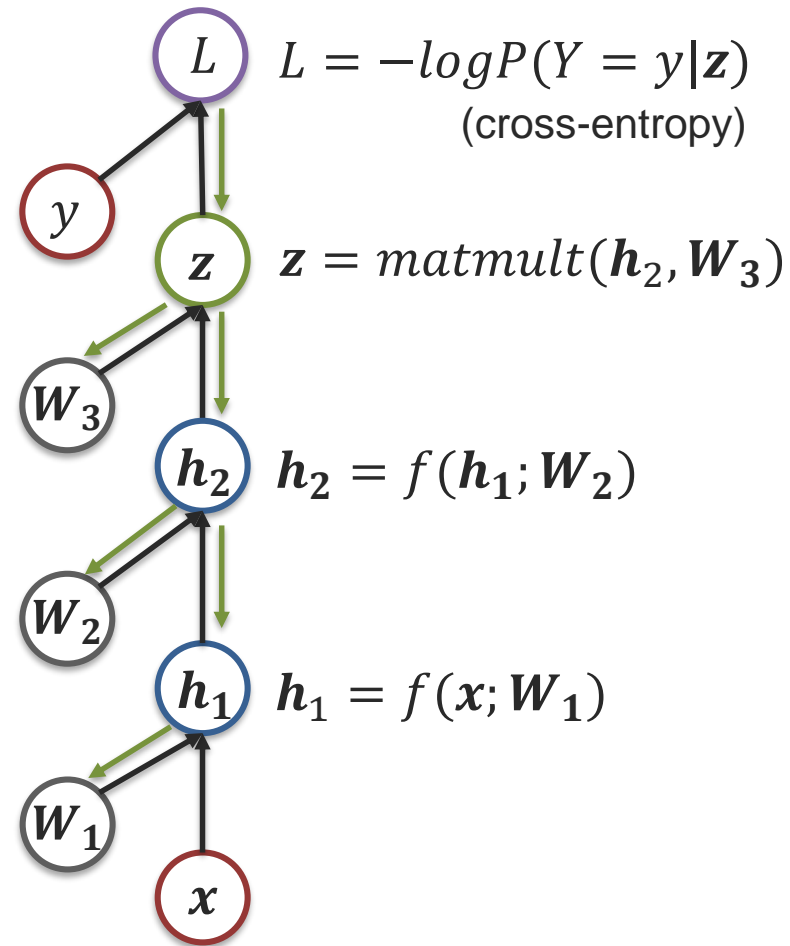 L L = −logP(Y = y|z)
(cross-entropy)
y
z z = matmult(h₂, W₃)
W₃
h₂ h₂ = f(h₁; W₂)
W₂
h₁ h₁ = f(x; W₁)
W₁
x